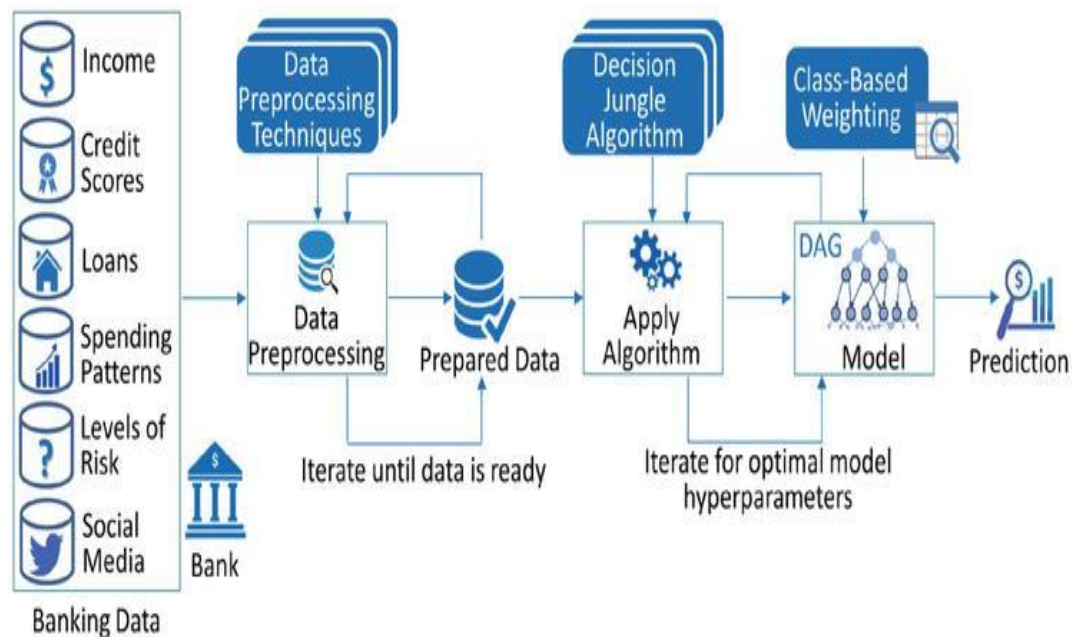 Income
Credit
Scores
Loans
Spending
Patterns
Levels of
Risk
Social
Media
Banking Data
Bank
Data
Preprocessing
Techniques
Data
Preprocessing
Iterate until data is ready
Prepared Data
Decision
Jungle
Algorithm
Apply
Algorithm
Iterate for optimal model
hyperparameters
Class-Based
Weighting
DAG
Model
Prediction